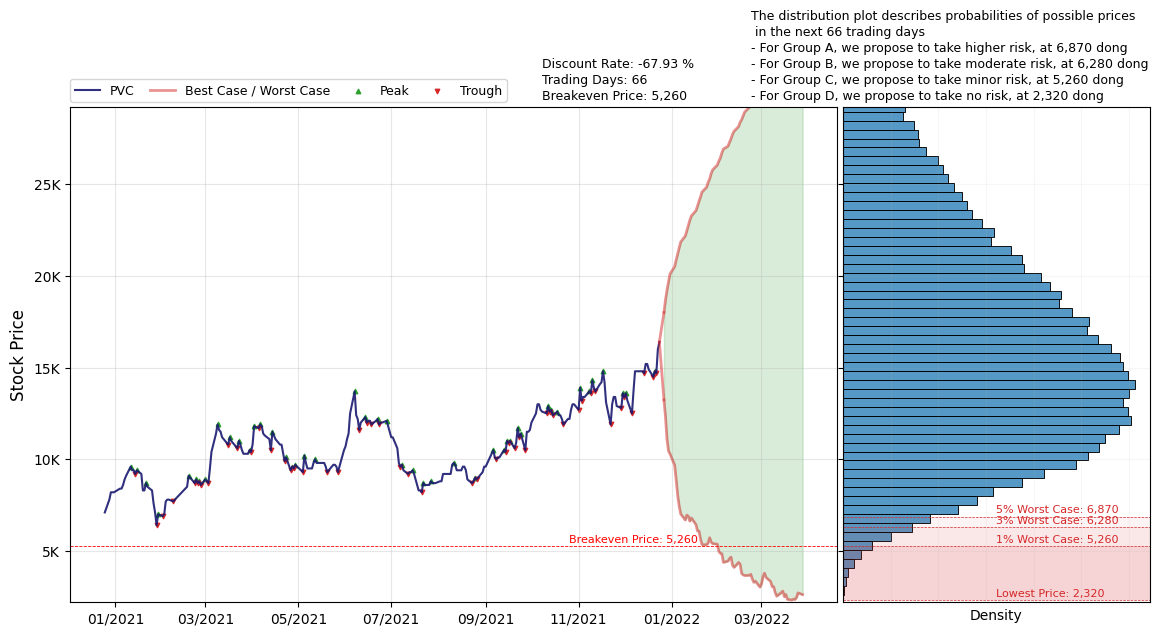 The distribution plot describes probabilities of possible prices
in the next 66 trading days
- For Group A, we propose to take higher risk, at 6,870 dong
- For Group B, we propose to take moderate risk, at 6,280 dong
- For Group C, we propose to take minor risk, at 5,260 dong
- For Group D, we propose to take no risk, at 2,320 dong
Discount Rate: -67.93 %
Trading Days: 66
Breakeven Price: 5,260
PVC Best Case / Worst Case Peak Trough
Stock Price
25K
20K
15K
10K
5K
Breakeven Price: 5,260
5% Worst Case: 6,870
3% Worst Case: 6,280
1% Worst Case: 5,260
Lowest Price: 2,320
01/2021 03/2021 05/2021 07/2021 09/2021 11/2021 01/2022 03/2022
Density